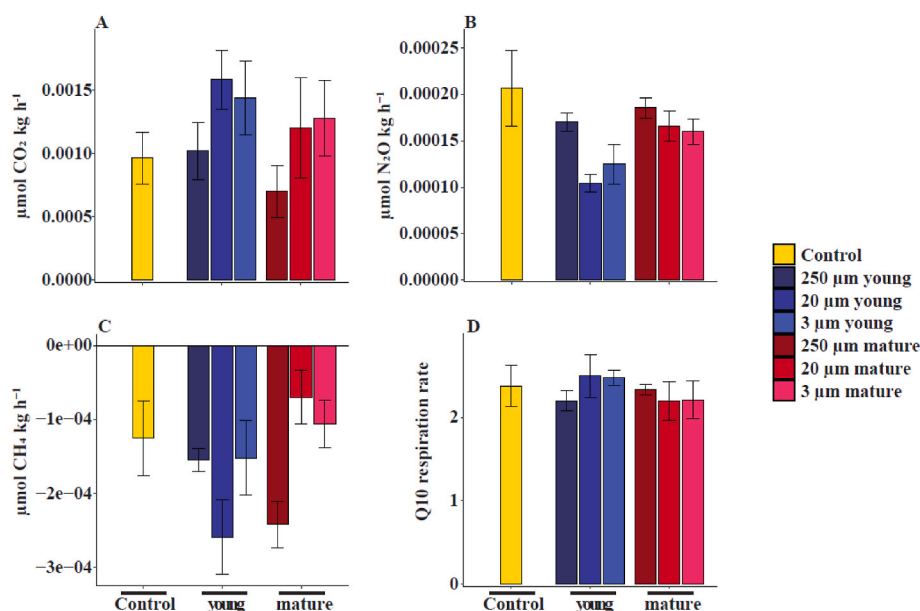 A
µmol CO₂ kg h⁻¹
0.0015
0.0010
0.0005
0.0000
B
µmol N₂O kg h⁻¹
0.00025
0.00020
0.00015
0.00010
0.00005
0.00000
C
µmol CH₄ kg h⁻¹
0e+00
−1e−04
−2e−04
−3e−04
Control young mature
D
Q10 respiration rate
2
1
0
Control young mature
Control
250 µm young
20 µm young
3 µm young
250 µm mature
20 µm mature
3 µm mature